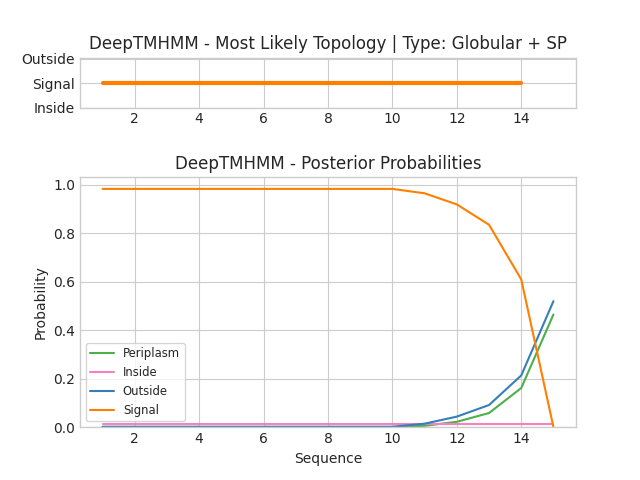 DeepTMHMM - Most Likely Topology | Type: Globular + SP
Outside
Signal
Inside
2 4 6 8 10 12 14
DeepTMHMM - Posterior Probabilities
1.0
0.8
0.6
0.4
0.2
0.0
Probability
Periplasm
Inside
Outside
Signal
2 4 6 8 10 12 14
Sequence